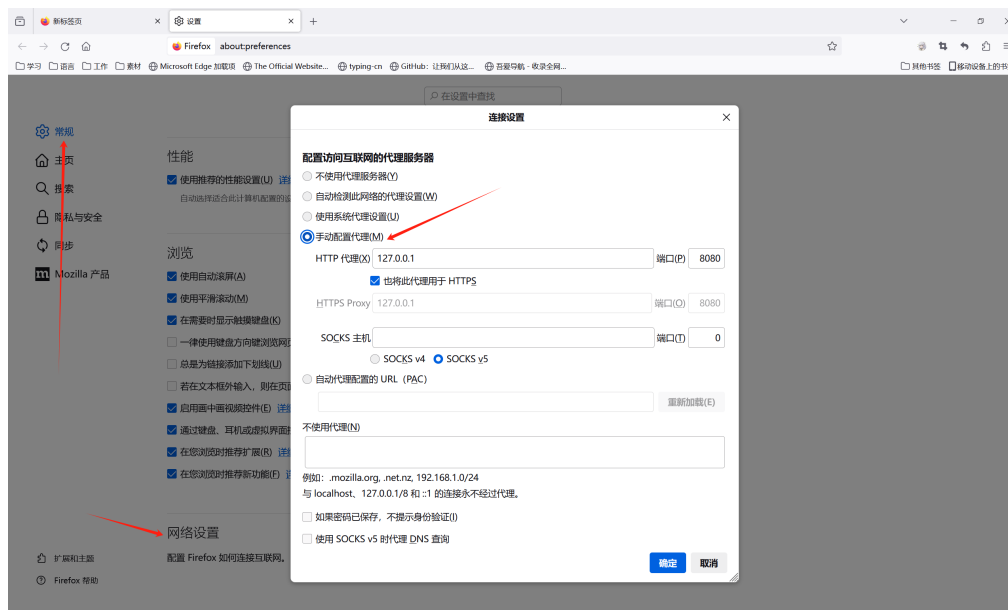 新标签页
设置
Firefox about:preferences
学习 语言 工作 素材 Microsoft Edge 加载项 The Official Website... typing-cn GitHub：让我们从这... 吾爱导航 - 收录全网... 其他书签 移动设备上的书
在设置中查找
常规
主页
搜索
隐私与安全
同步
Mozilla 产品
扩展和主题
Firefox 帮助
性能
使用推荐的性能设置(U)
自动选择适合此计算机配置的
浏览
使用自动滚屏(A)
使用平滑滚动(M)
在需要时显示触摸键盘(K)
一律使用键盘方向键浏览网
总是为链接添加下划线(U)
若在文本框外输入，则在页
启用画中画视频控件(E)
通过键盘、耳机或虚拟界面
在您浏览时推荐扩展(R)
在您浏览时推荐新功能(F)
网络设置
配置 Firefox 如何连接互联网。
连接设置
配置访问互联网的代理服务器
不使用代理服务器(Y)
自动检测此网络的代理设置(W)
使用系统代理设置(U)
手动配置代理(M)
HTTP 代理(X) 127.0.0.1 端口(P) 8080
也将此代理用于 HTTPS
HTTPS Proxy 127.0.0.1 端口(O) 8080
SOCKS 主机 端口(T) 0
SOCKS v4 SOCKS v5
自动代理配置的 URL（PAC）
重新加载(E)
不使用代理(N)
例如：.mozilla.org, .net.nz, 192.168.1.0/24
与 localhost、127.0.0.1/8 和 ::1 的连接永不经过代理。
如果密码已保存，不提示身份验证(I)
使用 SOCKS v5 时代理 DNS 查询
确定 取消